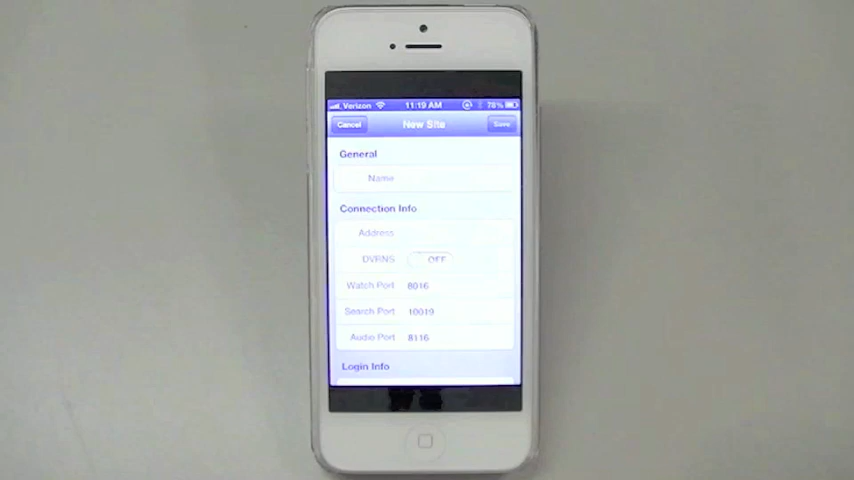 Verizon 11:19 AM 78%
Cancel New Site Save
General
Name
Connection Info
Address
DVRNS OFF
Watch Port 8016
Search Port 10019
Audio Port 8116
Login Info